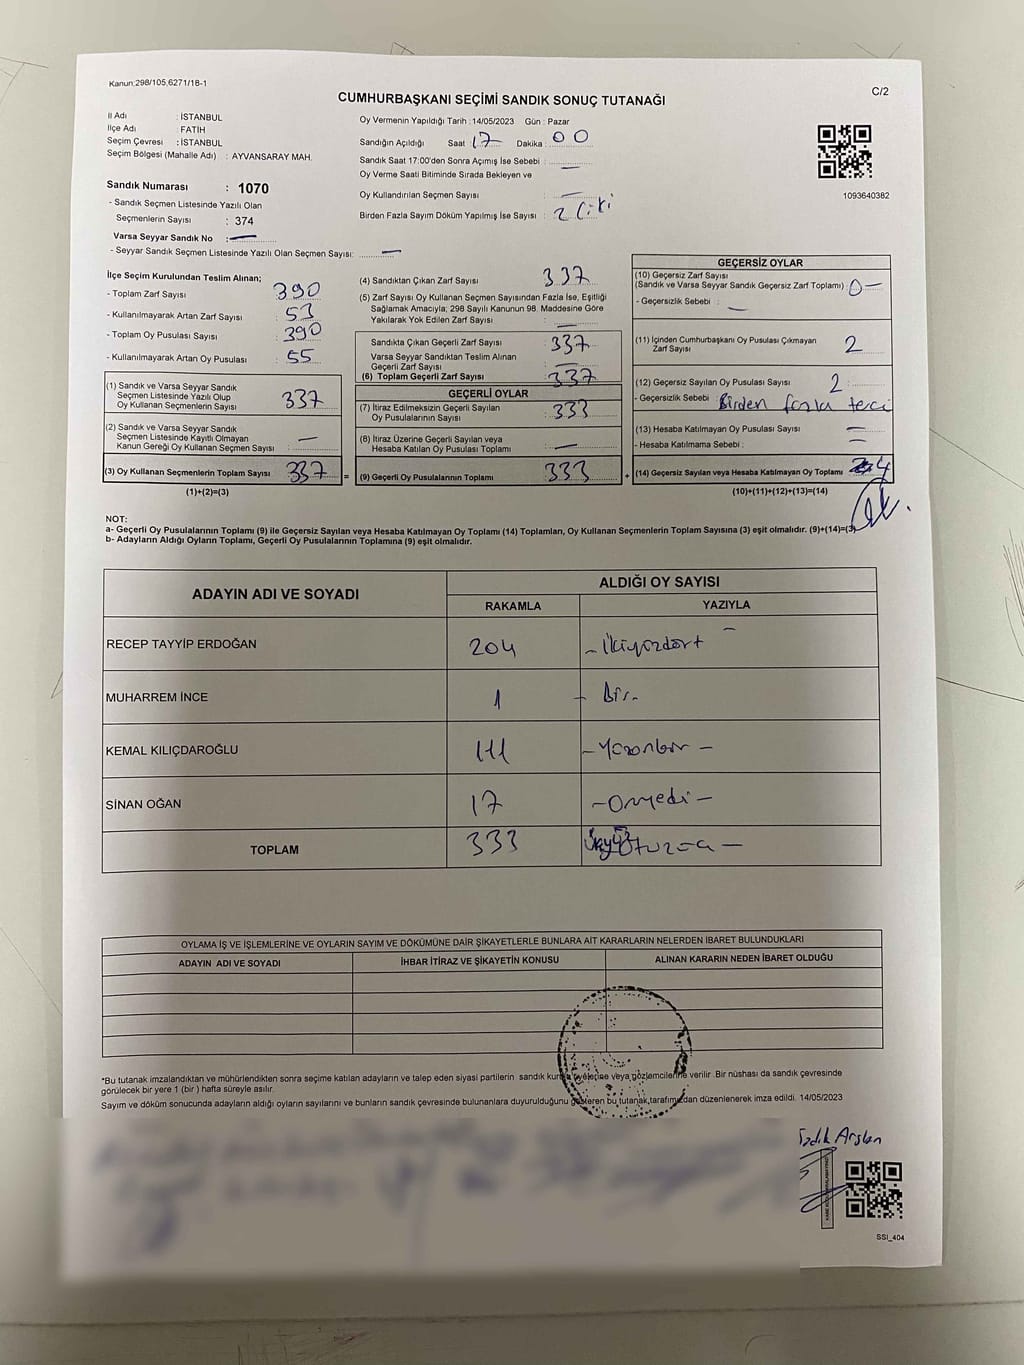 Kanun:298/105,6271/18-1
C/2
CUMHURBAŞKANI SEÇİMİ SANDIK SONUÇ TUTANAĞI
İl Adı : İSTANBUL
İlçe Adı : FATİH
Seçim Çevresi : İSTANBUL
Seçim Bölgesi (Mahalle Adı) : AYVANSARAY MAH.
Sandık Numarası : 1070
- Sandık Seçmen Listesinde Yazılı Olan
Seçmenlerin Sayısı : 374
Varsa Seyyar Sandık No : —
- Seyyar Sandık Seçmen Listesinde Yazılı Olan Seçmen Sayısı: —
Oy Vermenin Yapıldığı Tarih : 14/05/2023 Gün : Pazar
Sandığın Açıldığı Saat 17 Dakika : 00
Sandık Saat 17:00'den Sonra Açımış İse Sebebi : —
Oy Verme Saati Bitiminde Sırada Bekleyen ve
Oy Kullandırılan Seçmen Sayısı : —
Birden Fazla Sayım Döküm Yapılmış İse Sayısı : 2 (iki
1093640382
İlçe Seçim Kurulundan Teslim Alınan;
- Toplam Zarf Sayısı : 390
- Kullanılmayarak Artan Zarf Sayısı : 53
- Toplam Oy Pusulası Sayısı : 390
- Kullanılmayarak Artan Oy Pusulası : 55
(1) Sandık ve Varsa Seyyar Sandık
Seçmen Listesinde Yazılı Olup
Oy Kullanan Seçmenlerin Sayısı : 337
(2) Sandık ve Varsa Seyyar Sandık
Seçmen Listesinde Kayıtlı Olmayan
Kanun Gereği Oy Kullanan Seçmen Sayısı : —
(3) Oy Kullanan Seçmenlerin Toplam Sayısı : 337 =
(1)+(2)=(3)
(4) Sandıktan Çıkan Zarf Sayısı : 337
(5) Zarf Sayısı Oy Kullanan Seçmen Sayısından Fazla İse, Eşitliği
Sağlamak Amacıyla; 298 Sayılı Kanunun 98. Maddesine Göre
Yakılarak Yok Edilen Zarf Sayısı : —
Sandıkta Çıkan Geçerli Zarf Sayısı : 337
Varsa Seyyar Sandıktan Teslim Alınan
Geçerli Zarf Sayısı : —
(6) Toplam Geçerli Zarf Sayısı : 337
GEÇERLİ OYLAR
(7) İtiraz Edilmeksizin Geçerli Sayılan
Oy Pusulalarının Sayısı : 333
(8) İtiraz Üzerine Geçerli Sayılan veya
Hesaba Katılan Oy Pusulası Toplamı : —
(9) Geçerli Oy Pusulalarının Toplamı : 333 +
GEÇERSİZ OYLAR
(10) Geçersiz Zarf Sayısı
(Sandık ve Varsa Seyyar Sandık Geçersiz Zarf Toplamı) : 0 —
- Geçersizlik Sebebi : —
(11) İçinden Cumhurbaşkanı Oy Pusulası Çıkmayan
Zarf Sayısı : 2
(12) Geçersiz Sayılan Oy Pusulası Sayısı : 2
- Geçersizlik Sebebi : Birden fazla terci
(13) Hesaba Katılmayan Oy Pusulası Sayısı : —
- Hesaba Katılmama Sebebi : —
(14) Geçersiz Sayılan veya Hesaba Katılmayan Oy Toplamı : 4
(10)+(11)+(12)+(13)=(14)
NOT:
a- Geçerli Oy Pusulalarının Toplamı (9) ile Geçersiz Sayılan veya Hesaba Katılmayan Oy Toplamı (14) Toplamları, Oy Kullanan Seçmenlerin Toplam Sayısına (3) eşit olmalıdır. (9)+(14)=(3)
b- Adayların Aldığı Oyların Toplamı, Geçerli Oy Pusulalarının Toplamına (9) eşit olmalıdır.
ADAYIN ADI VE SOYADI
ALDIĞI OY SAYISI
RAKAMLA YAZIYLA
RECEP TAYYİP ERDOĞAN 204 - İkiyüzdört -
MUHARREM İNCE 1 - Bir -
KEMAL KILIÇDAROĞLU 111 - Yüzonbir -
SİNAN OĞAN 17 - Onyedi -
TOPLAM 333
OYLAMA İŞ VE İŞLEMLERİNE VE OYLARIN SAYIM VE DÖKÜMÜNE DAİR ŞİKAYETLERLE BUNLARA AİT KARARLARIN NELERDEN İBARET BULUNDUKLARI
ADAYIN ADI VE SOYADI İHBAR İTİRAZ VE ŞİKAYETİN KONUSU ALINAN KARARIN NEDEN İBARET OLDUĞU
*Bu tutanak imzalandıktan ve mühürlendikten sonra seçime katılan adayların ve talep eden siyasi partilerin sandık kurulu üyelerine veya gözlemcilerine verilir. Bir nüshası da sandık çevresinde
görülecek bir yere 1 (bir ) hafta süreyle asılır.
Sayım ve döküm sonucunda adayların aldığı oyların sayılarını ve bunların sandık çevresinde bulunanlara duyurulduğunu gösteren bu tutanak,tarafımızdan düzenlenerek imza edildi. 14/05/2023
Sadık Arslan
SSI_404